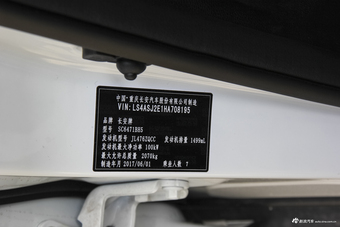 中国·重庆长安汽车股份有限公司制造
VIN: LS4ASJ2E1HA708195
品牌 长安牌
型号 SC6471BB5
发动机型号 JL476ZQCC 发动机排量 1499mL
发动机最大净功率 100kW
最大允许总质量 2070kg
制造年月 2017/06/01 乘坐人数 7